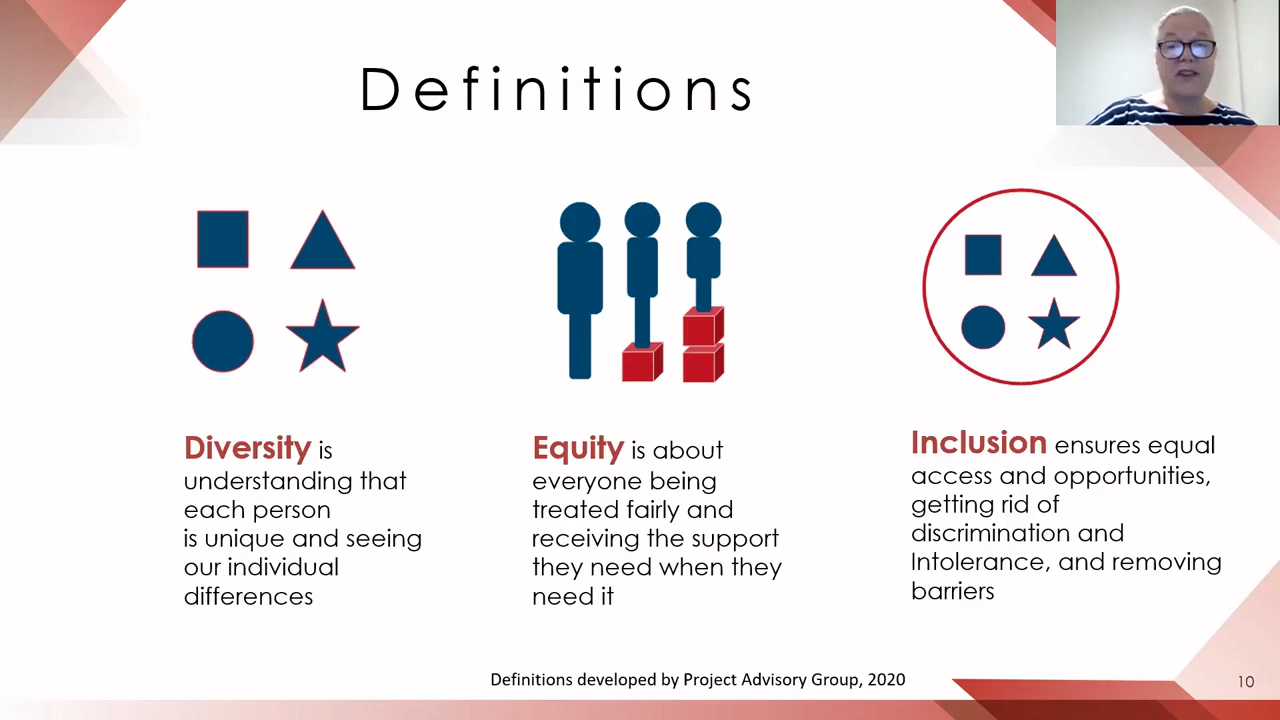 Definitions
Diversity is
understanding that
each person
is unique and seeing
our individual
differences
Equity is about
everyone being
treated fairly and
receiving the support
they need when they
need it
Inclusion ensures equal
access and opportunities,
getting rid of
discrimination and
Intolerance, and removing
barriers
Definitions developed by Project Advisory Group, 2020
10